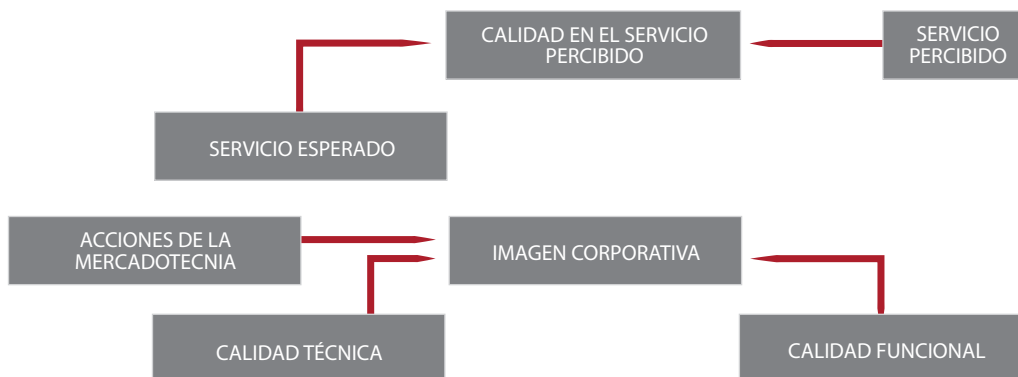 CALIDAD EN EL SERVICIO
PERCIBIDO
SERVICIO
PERCIBIDO
SERVICIO ESPERADO
ACCIONES DE LA
MERCADOTECNIA
IMAGEN CORPORATIVA
CALIDAD TÉCNICA
CALIDAD FUNCIONAL